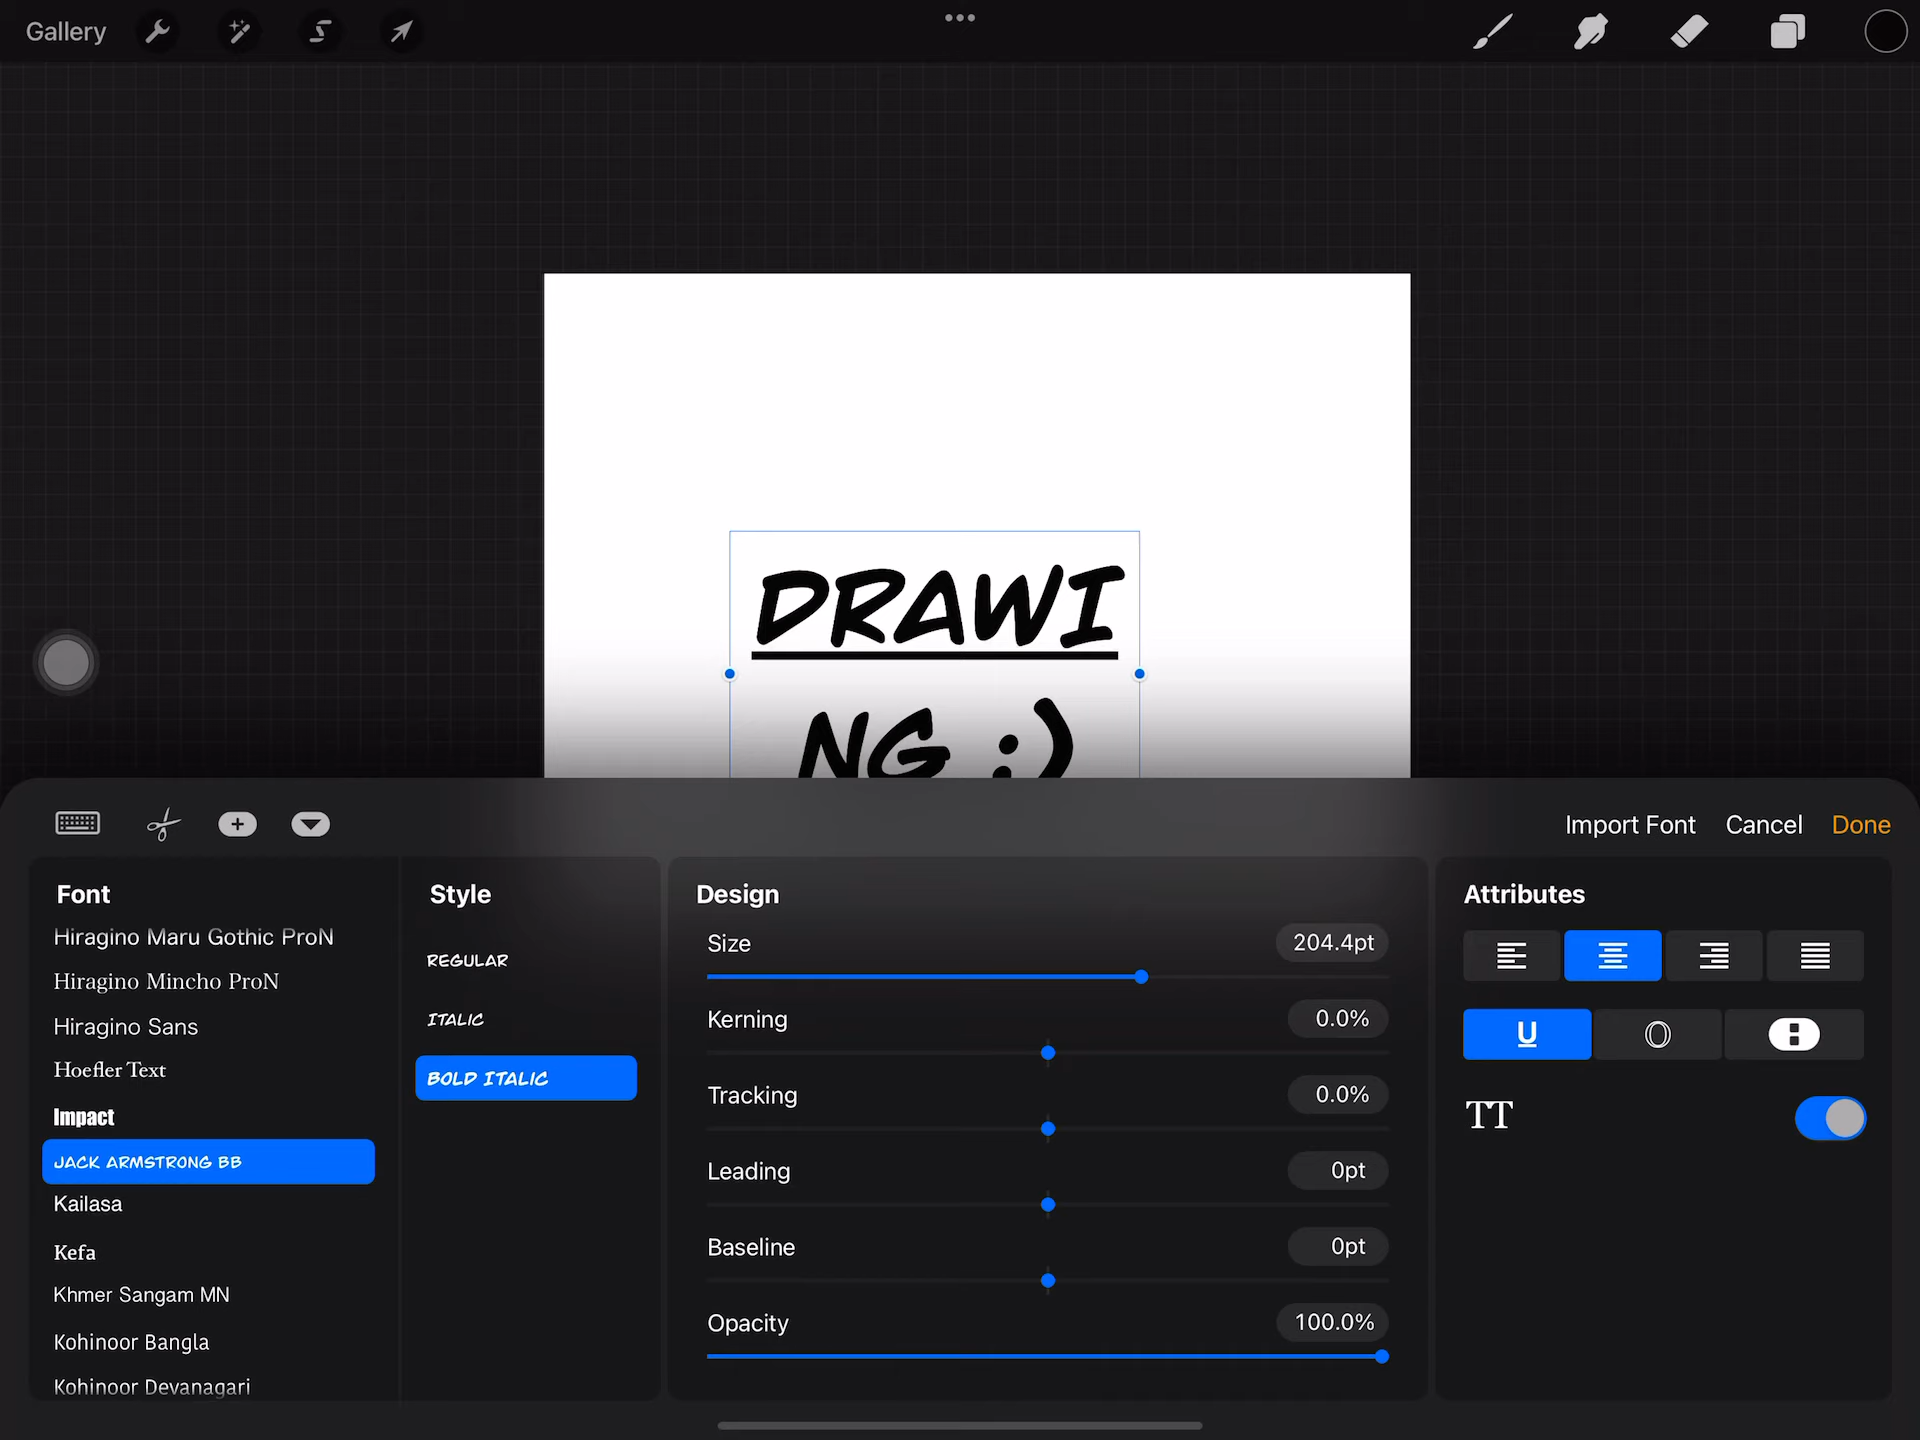 Gallery
DRAWI
NG :)
Import Font Cancel Done
Font
Hiragino Maru Gothic ProN
Hiragino Mincho ProN
Hiragino Sans
Hoefler Text
Impact
JACK ARMSTRONG BB
Kailasa
Kefa
Khmer Sangam MN
Kohinoor Bangla
Kohinoor Devanagari
Style
REGULAR
ITALIC
BOLD ITALIC
Design
Size 204.4pt
Kerning 0.0%
Tracking 0.0%
Leading 0pt
Baseline 0pt
Opacity 100.0%
Attributes
U O
TT